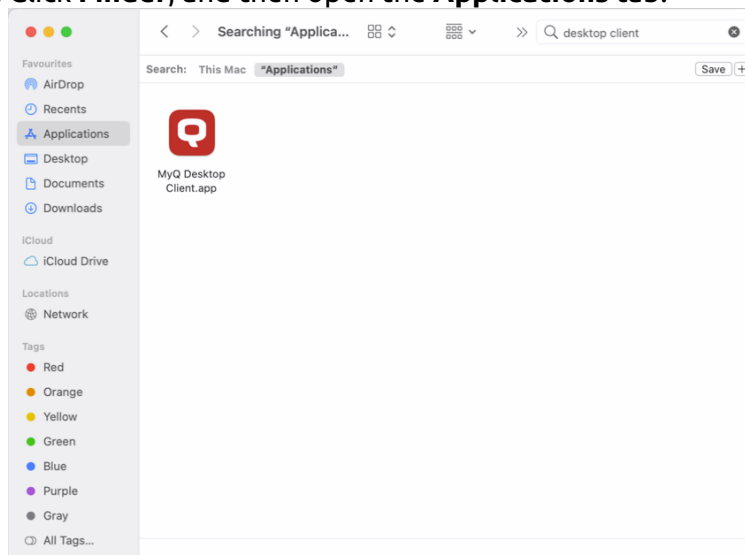 Click Finder, and then open the Applications tab.
Searching “Applica...
desktop client
Favourites
Search: This Mac “Applications” Save +
AirDrop
Recents
Applications
Desktop
Documents
Downloads
MyQ Desktop
Client.app
iCloud
iCloud Drive
Locations
Network
Tags
Red
Orange
Yellow
Green
Blue
Purple
Gray
All Tags...